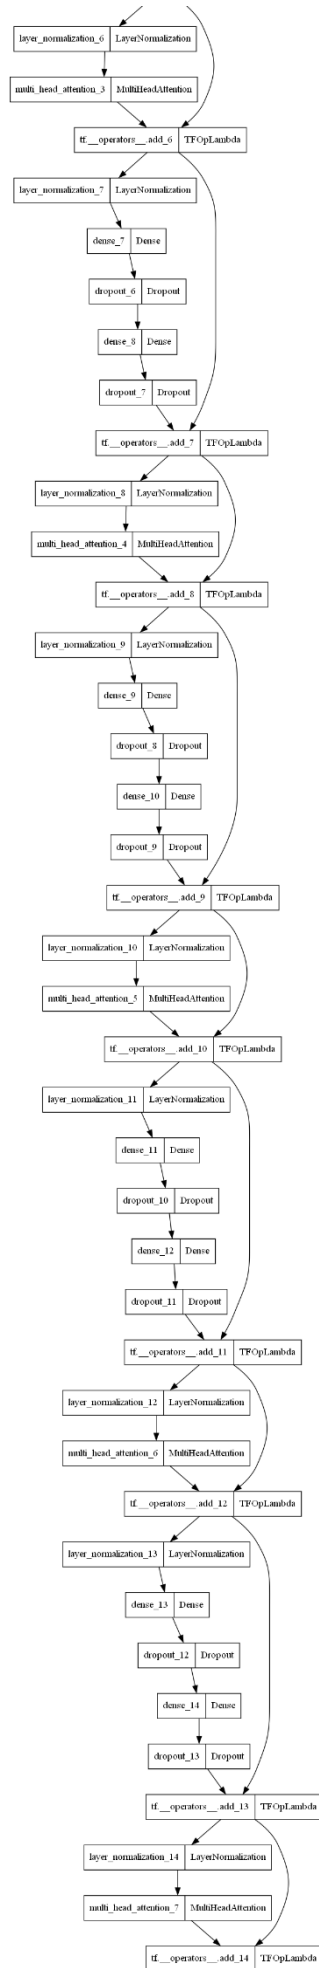 layer_normalization_6 LayerNormalization
multi_head_attention_3 MultiHeadAttention
tf.__operators__.add_6 TFOpLambda
layer_normalization_7 LayerNormalization
dense_7 Dense
dropout_6 Dropout
dense_8 Dense
dropout_7 Dropout
tf.__operators__.add_7 TFOpLambda
layer_normalization_8 LayerNormalization
multi_head_attention_4 MultiHeadAttention
tf.__operators__.add_8 TFOpLambda
layer_normalization_9 LayerNormalization
dense_9 Dense
dropout_8 Dropout
dense_10 Dense
dropout_9 Dropout
tf.__operators__.add_9 TFOpLambda
layer_normalization_10 LayerNormalization
multi_head_attention_5 MultiHeadAttention
tf.__operators__.add_10 TFOpLambda
layer_normalization_11 LayerNormalization
dense_11 Dense
dropout_10 Dropout
dense_12 Dense
dropout_11 Dropout
tf.__operators__.add_11 TFOpLambda
layer_normalization_12 LayerNormalization
multi_head_attention_6 MultiHeadAttention
tf.__operators__.add_12 TFOpLambda
layer_normalization_13 LayerNormalization
dense_13 Dense
dropout_12 Dropout
dense_14 Dense
dropout_13 Dropout
tf.__operators__.add_13 TFOpLambda
layer_normalization_14 LayerNormalization
multi_head_attention_7 MultiHeadAttention
tf.__operators__.add_14 TFOpLambda